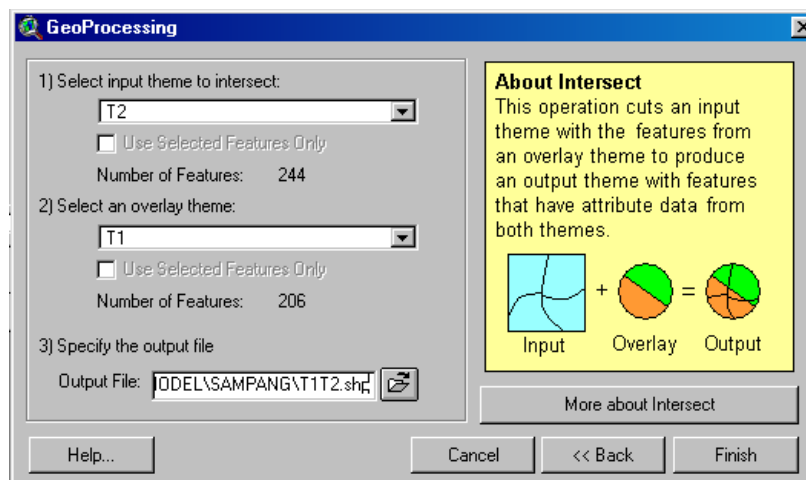 GeoProcessing
1) Select input theme to intersect:
T2
Use Selected Features Only
Number of Features: 244
2) Select an overlay theme:
T1
Use Selected Features Only
Number of Features: 206
3) Specify the output file
Output File: IODEL\SAMPANG\T1T2.shp
About Intersect
This operation cuts an input
theme with the features from
an overlay theme to produce
an output theme with features
that have attribute data from
both themes.
+ =
Input Overlay Output
More about Intersect
Help... Cancel << Back Finish